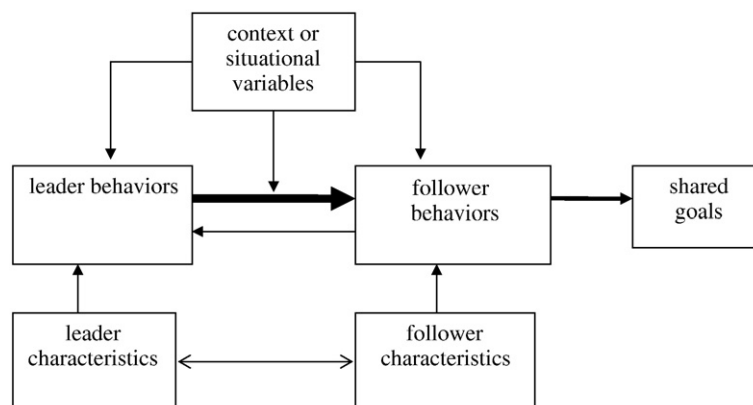 context or
situational
variables
leader behaviors
follower
behaviors
shared
goals
leader
characteristics
follower
characteristics